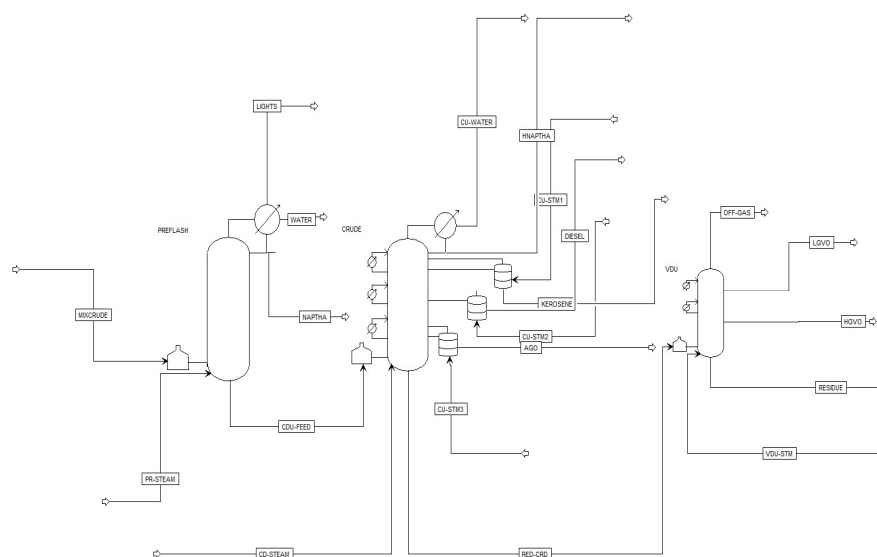 LIGHTS
CU-WATER
HNAPTHA
CU-STM1
OFF-GAS
WATER
PREFLASH
CRUDE
DIESEL
LGVO
VDU
KEROSENE
MIXCRUDE
NAPTHA
HGVO
CU-STM2
AGO
RESIDUE
CU-STM3
CDU-FEED
VDU-STM
PR-STEAM
CD-STEAM
RED-CRD